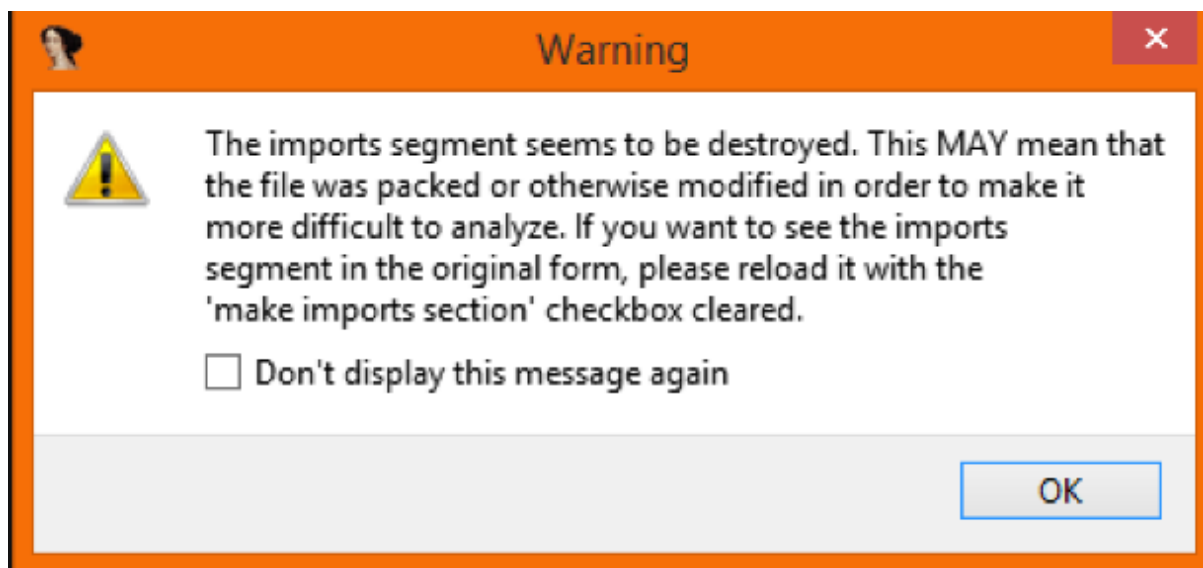 Warning
The imports segment seems to be destroyed. This MAY mean that
the file was packed or otherwise modified in order to make it
more difficult to analyze. If you want to see the imports
segment in the original form, please reload it with the
'make imports section' checkbox cleared.
Don't display this message again
OK